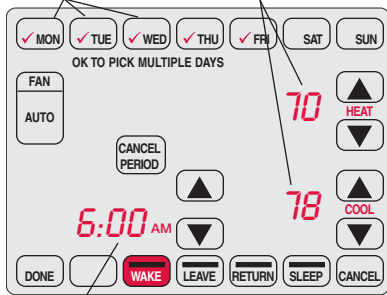 MON TUE WED THU FRI SAT SUN
OK TO PICK MULTIPLE DAYS
FAN
AUTO
70
HEAT
CANCEL
PERIOD
78
COOL
6:00 AM
DONE WAKE LEAVE RETURN SLEEP CANCEL